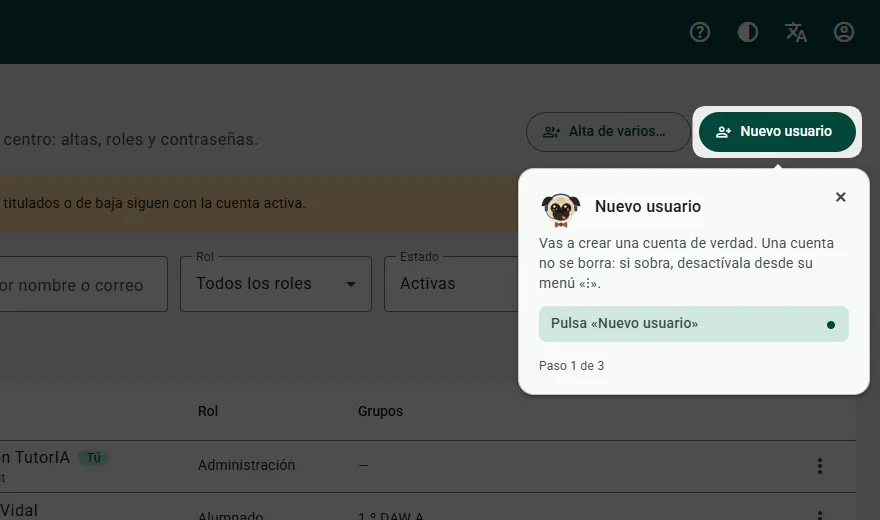 centro: altas, roles y contraseñas.
Alta de varios…
Nuevo usuario
titulados o de baja siguen con la cuenta activa.
or nombre o correo
Rol
Todos los roles
Estado
Activas
Nuevo usuario
Vas a crear una cuenta de verdad. Una cuenta
no se borra: si sobra, desactívala desde su
menú «⋮».
Pulsa «Nuevo usuario»
Paso 1 de 3
Rol
Grupos
n TutorIA
Tú
Administración
—
Vidal
Alumnado
1.º DAW A